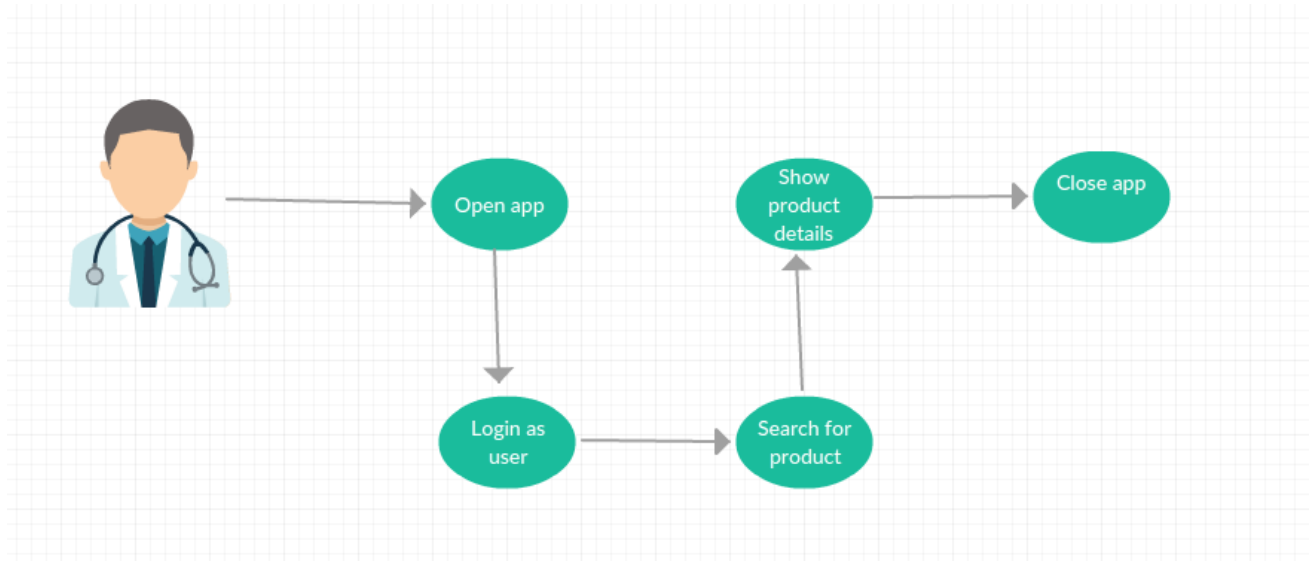 Open app
Login as
user
Search for
product
Show
product
details
Close app